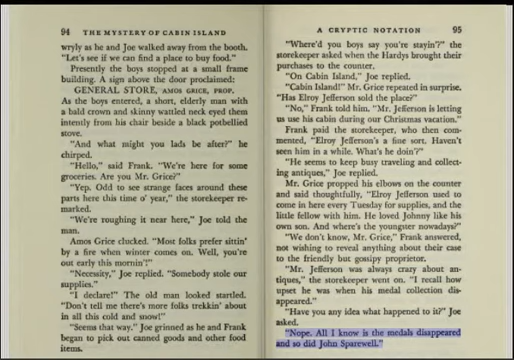 94 THE MYSTERY OF CABIN ISLAND
wryly as he and Joe walked away from the booth.
"Let's see if we can find a place to buy food."
Presently the boys stopped at a small frame
building. A sign above the door proclaimed:
GENERAL STORE, AMOS GRICE, PROP.
As the boys entered, a short, elderly man with
a bald crown and skinny wattled neck eyed them
intently from his chair beside a black potbellied
stove.
"And what might you lads be after?" he
chirped.
"Hello," said Frank. "We're here for some
groceries. Are you Mr. Grice?"
"Yep. Odd to see strange faces around these
parts here this time o' year," the storekeeper re-
marked.
"We're roughing it near here," Joe told the
man.
Amos Grice clucked. "Most folks prefer sittin'
by a fire when winter comes on. Well, you're
out early this mornin'!"
"Necessity," Joe replied. "Somebody stole our
supplies."
"I declare!" The old man looked startled.
"Don't tell me there's more folks trekkin' about
in all this cold and snow!"
"Seems that way." Joe grinned as he and Frank
began to pick out canned goods and other food
items.
A CRYPTIC NOTATION 95
"Where'd you boys say you're stayin'?" the
storekeeper asked when the Hardys brought their
purchases to the counter.
"On Cabin Island," Joe replied.
"Cabin Island!" Mr. Grice repeated in surprise.
"Has Elroy Jefferson sold the place?"
"No," Frank told him. "Mr. Jefferson is letting
us use his cabin during our Christmas vacation."
Frank paid the storekeeper, who then com-
mented, "Elroy Jefferson's a fine sort. Haven't
seen him in a while. What's he doin'?"
"He seems to keep busy traveling and collect-
ing antiques," Joe replied.
Mr. Grice propped his elbows on the counter
and said thoughtfully, "Elroy Jefferson used to
come in here every Tuesday for supplies, and the
little fellow with him. He loved Johnny like his
own son. And where's the youngster nowadays?"
"We don't know, Mr. Grice," Frank answered,
not wishing to reveal anything about their case
to the friendly but gossipy proprietor.
"Mr. Jefferson was always crazy about an-
tiques," the storekeeper went on. "I recall how
upset he was when his medal collection dis-
appeared."
"Have you any idea what happened to it?" Joe
asked.
"Nope. All I know is the medals disappeared
and so did John Sparewell."